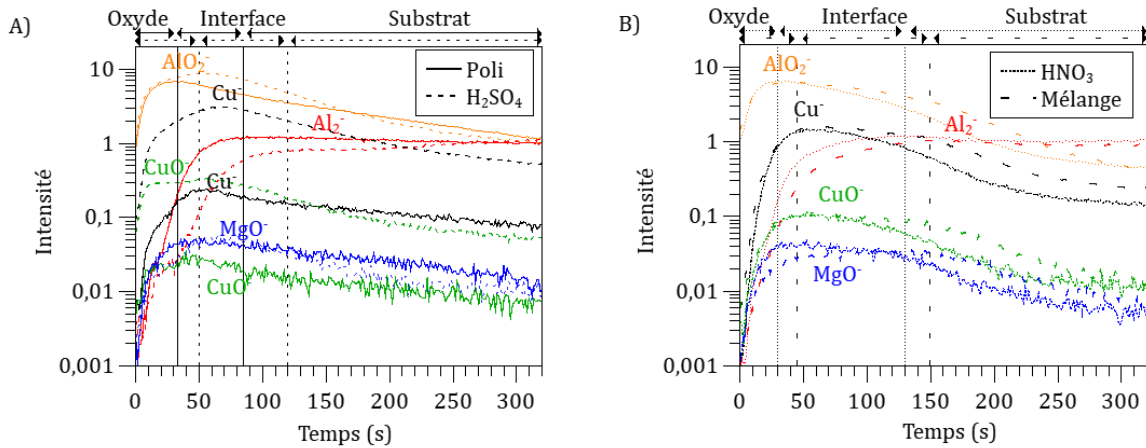 A)
Oxyde Interface Substrat
AlO₂⁻
Poli
H₂SO₄
Cu⁻
Al₂⁻
CuO⁻
Cu⁻
MgO⁻
CuO⁻
10
1
0,1
0,01
0,001
Intensité
0 50 100 150 200 250 300
Temps (s)
B)
Oxyde Interface Substrat
AlO₂⁻
HNO₃
Mélange
Cu⁻
Al₂⁻
CuO⁻
MgO⁻
10
1
0,1
0,01
0,001
Intensité
0 50 100 150 200 250 300
Temps (s)